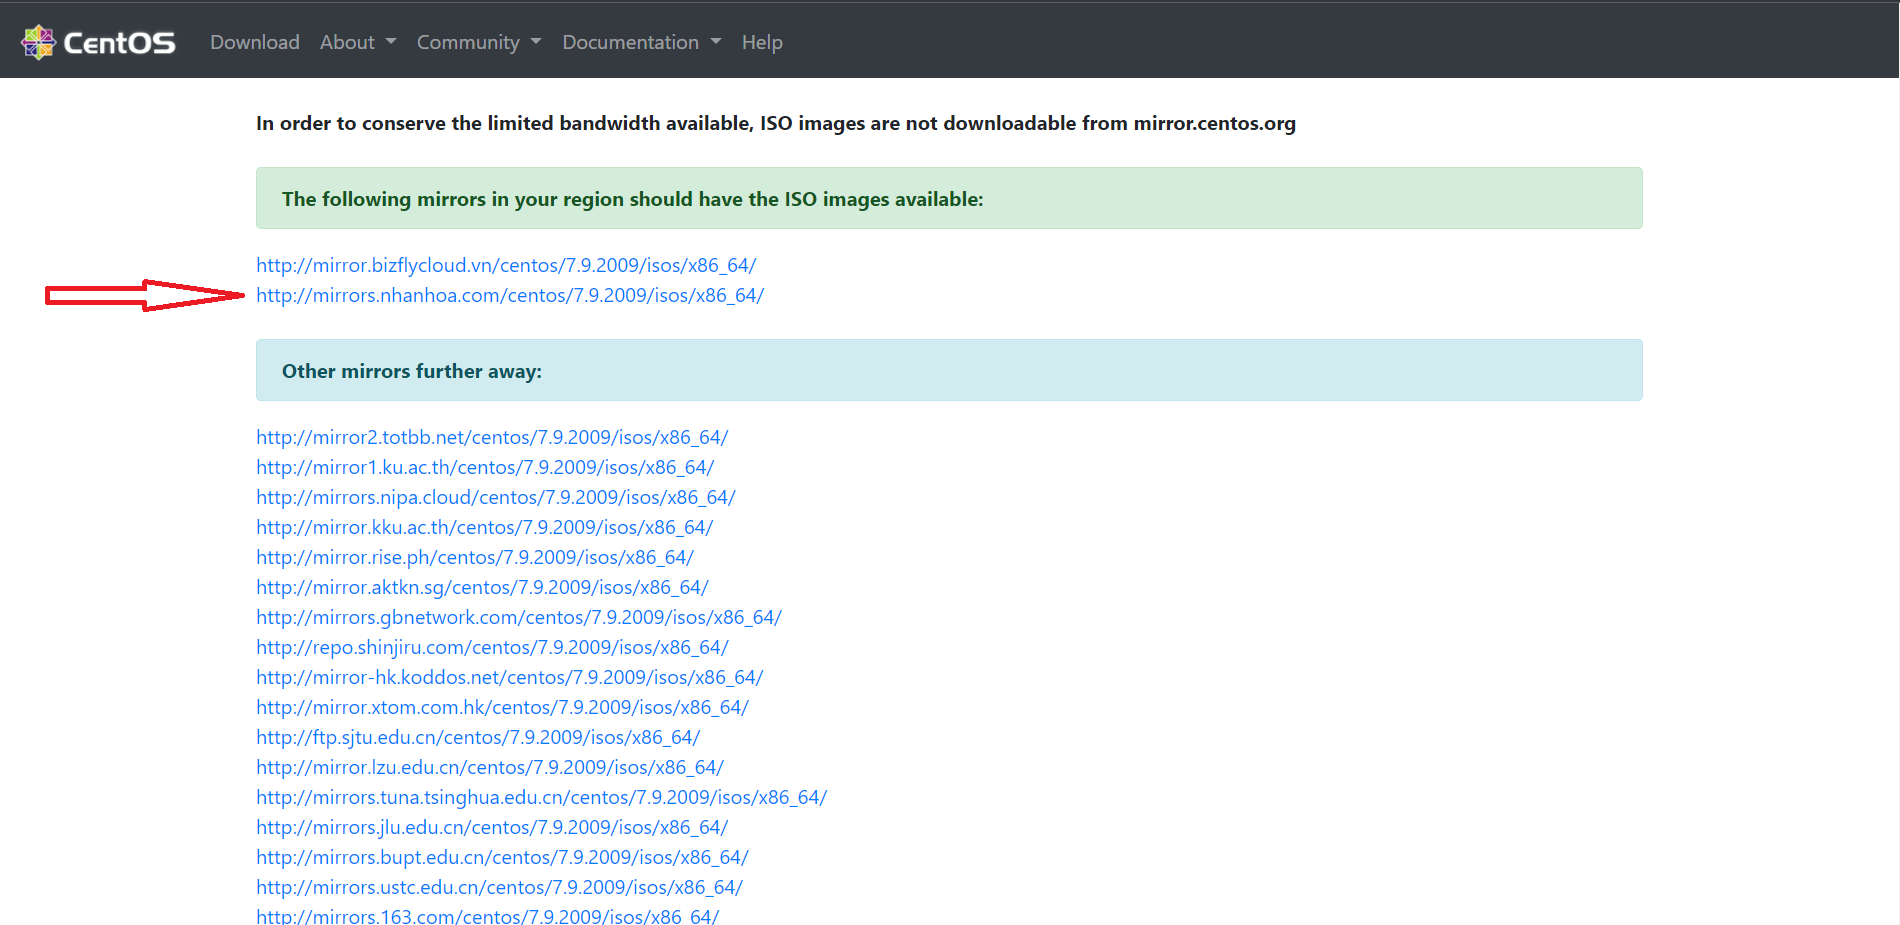 CentOS Download About Community Documentation Help
In order to conserve the limited bandwidth available, ISO images are not downloadable from mirror.centos.org
The following mirrors in your region should have the ISO images available:
http://mirror.bizflycloud.vn/centos/7.9.2009/isos/x86_64/
http://mirrors.nhanhoa.com/centos/7.9.2009/isos/x86_64/
Other mirrors further away:
http://mirror2.totbb.net/centos/7.9.2009/isos/x86_64/
http://mirror1.ku.ac.th/centos/7.9.2009/isos/x86_64/
http://mirrors.nipa.cloud/centos/7.9.2009/isos/x86_64/
http://mirror.kku.ac.th/centos/7.9.2009/isos/x86_64/
http://mirror.rise.ph/centos/7.9.2009/isos/x86_64/
http://mirror.aktkn.sg/centos/7.9.2009/isos/x86_64/
http://mirrors.gbnetwork.com/centos/7.9.2009/isos/x86_64/
http://repo.shinjiru.com/centos/7.9.2009/isos/x86_64/
http://mirror-hk.koddos.net/centos/7.9.2009/isos/x86_64/
http://mirror.xtom.com.hk/centos/7.9.2009/isos/x86_64/
http://ftp.sjtu.edu.cn/centos/7.9.2009/isos/x86_64/
http://mirror.lzu.edu.cn/centos/7.9.2009/isos/x86_64/
http://mirrors.tuna.tsinghua.edu.cn/centos/7.9.2009/isos/x86_64/
http://mirrors.jlu.edu.cn/centos/7.9.2009/isos/x86_64/
http://mirrors.bupt.edu.cn/centos/7.9.2009/isos/x86_64/
http://mirrors.ustc.edu.cn/centos/7.9.2009/isos/x86_64/
http://mirrors.163.com/centos/7.9.2009/isos/x86_64/